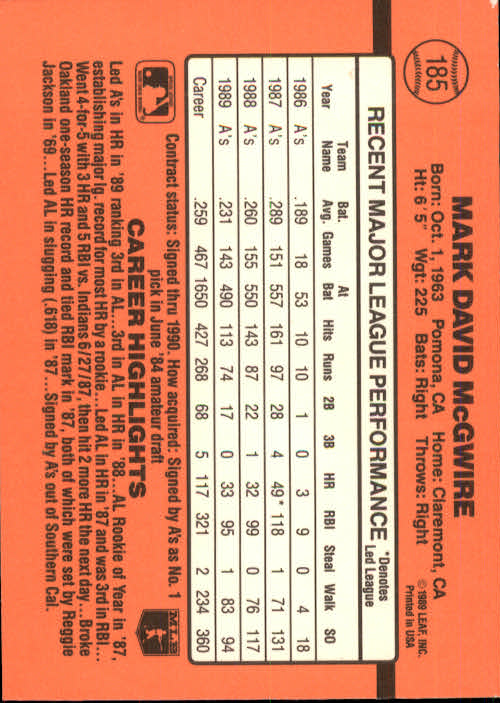 185
MARK DAVID McGWIRE
Born: Oct. 1, 1963 Pomona, CA Home: Claremont, CA
Ht: 6' 5" Wgt: 225 Bats: Right Throws: Right
©1989 LEAF, INC.
Printed in USA
RECENT MAJOR LEAGUE PERFORMANCE *Denotes Led League
Year Team Name Bat. Avg. Games At Bat Hits Runs 2B 3B HR RBI Steal Walk SO
1986 A's .189 18 53 10 10 1 0 3 9 0 4 18
1987 A's .289 151 557 161 97 28 4 49* 118 1 71 131
1988 A's .260 155 550 143 87 22 1 32 99 0 76 117
1989 A's .231 143 490 113 74 17 0 33 95 1 83 94
Career .259 467 1650 427 268 68 5 117 321 2 234 360
Contract status: Signed thru 1990. How acquired: Signed by A's as No. 1
pick in June '84 amateur draft
MLB
CAREER HIGHLIGHTS
Led A's in HR in '89 ranking 3rd in AL...3rd in AL in HR in '88...AL Rookie of Year in '87,
establishing major lg. record for most HR by a rookie...Led AL in HR in '87 and was 3rd in RBI...
Went 4-for-5 with 3 HR and 5 RBI vs. Indians 6/27/87, then hit 2 more HR the next day...Broke
Oakland one-season HR record and tied RBI mark in '87, both of which were set by Reggie
Jackson in '69...Led AL in slugging (.618) in '87...Signed by A's out of Southern Cal.